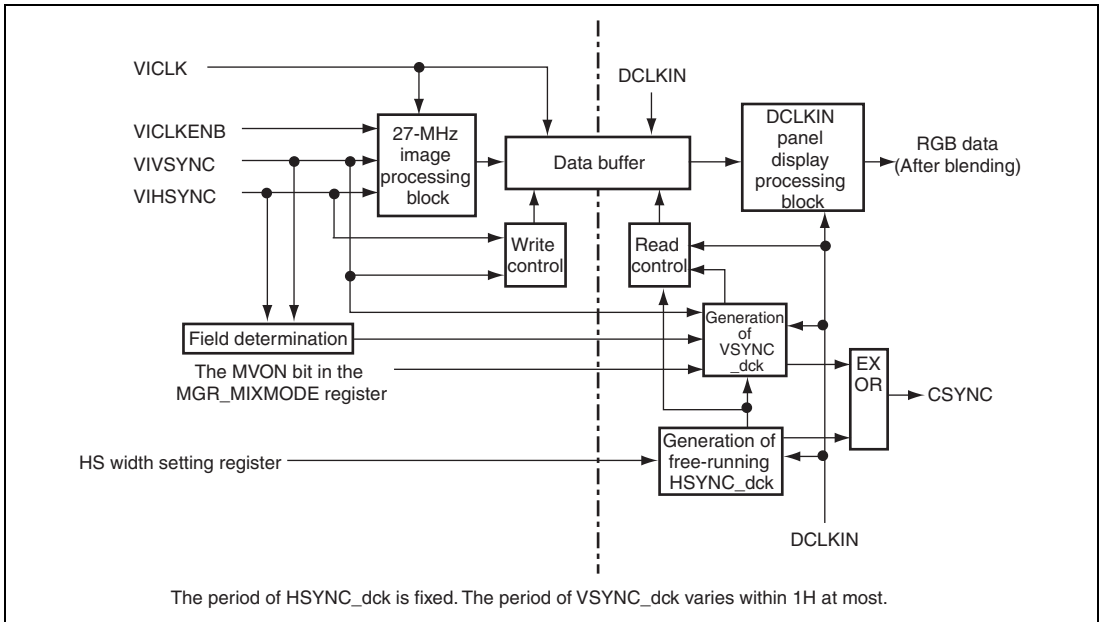 VICLK
DCLKIN
VICLKENB
VIVSYNC
VIHSYNC
27-MHz
image
processing
block
Data buffer
DCLKIN
panel
display
processing
block
RGB data
(After blending)
Write
control
Read
control
Field determination
Generation
of
VSYNC
_dck
The MVON bit in the
MGR_MIXMODE register
EX
OR
CSYNC
HS width setting register
Generation of
free-running
HSYNC_dck
DCLKIN
The period of HSYNC_dck is fixed. The period of VSYNC_dck varies within 1H at most.